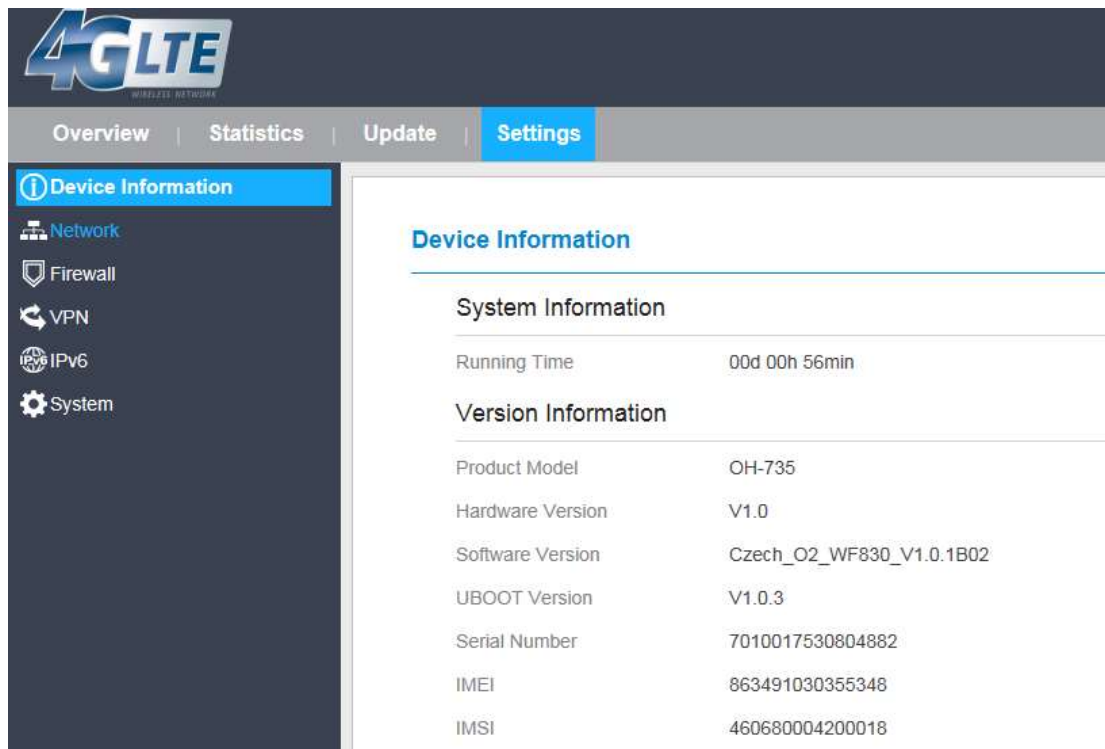 4G LTE
WIRELESS NETWORK
Overview | Statistics | Update | Settings
Device Information
Network
Firewall
VPN
IPv6
System
Device Information
System Information
Running Time 00d 00h 56min
Version Information
Product Model OH-735
Hardware Version V1.0
Software Version Czech_O2_WF830_V1.0.1B02
UBOOT Version V1.0.3
Serial Number 7010017530804882
IMEI 863491030355348
IMSI 460680004200018